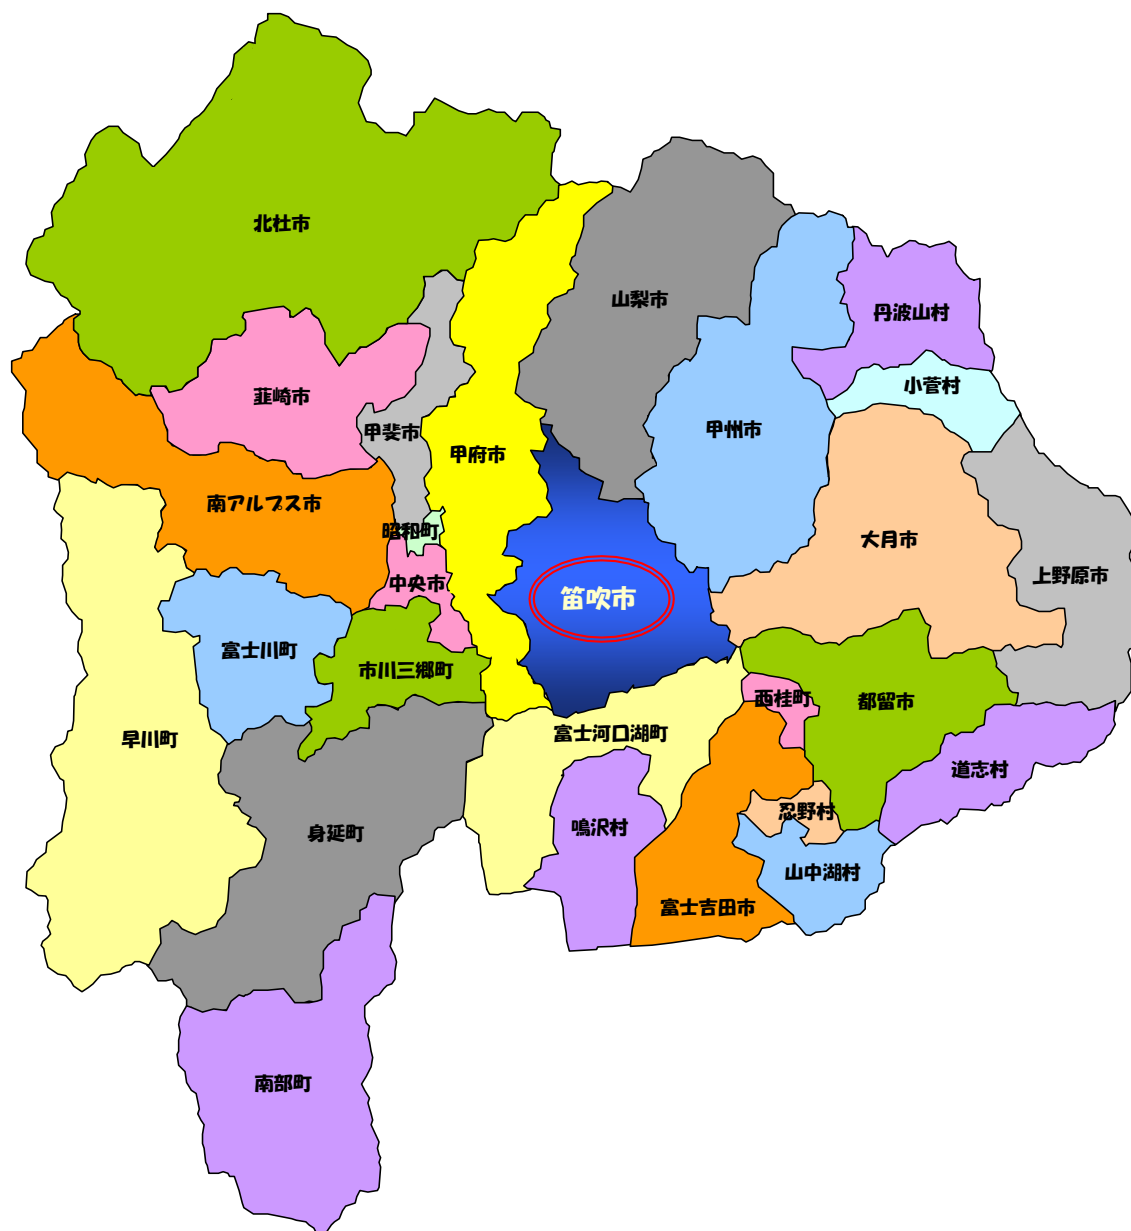 北杜市
山梨市
丹波山村
小菅村
韮崎市
甲斐市
甲府市
甲州市
南アルプス市
昭和町
大月市
上野原市
中央市
笛吹市
富士川町
市川三郷町
西桂町
都留市
早川町
富士河口湖町
道志村
身延町
鳴沢村
忍野村
山中湖村
富士吉田市
南部町